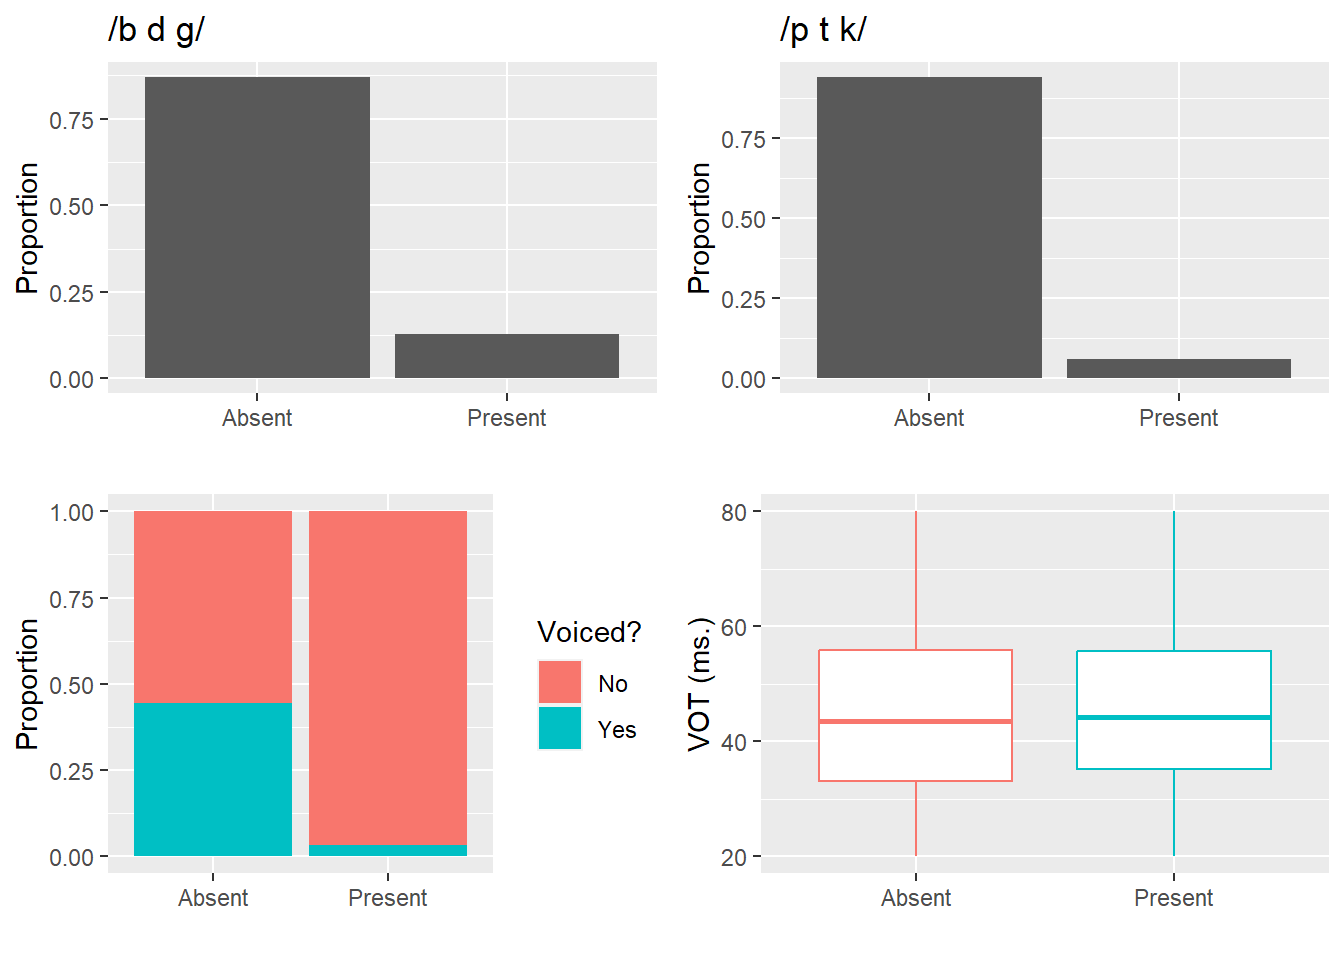 /b d g/
Proportion
0.75
0.50
0.25
0.00
Absent Present
/p t k/
Proportion
0.75
0.50
0.25
0.00
Absent Present
Proportion
1.00
0.75
0.50
0.25
0.00
Absent Present
Voiced?
No
Yes
VOT (ms.)
80
60
40
20
Absent Present